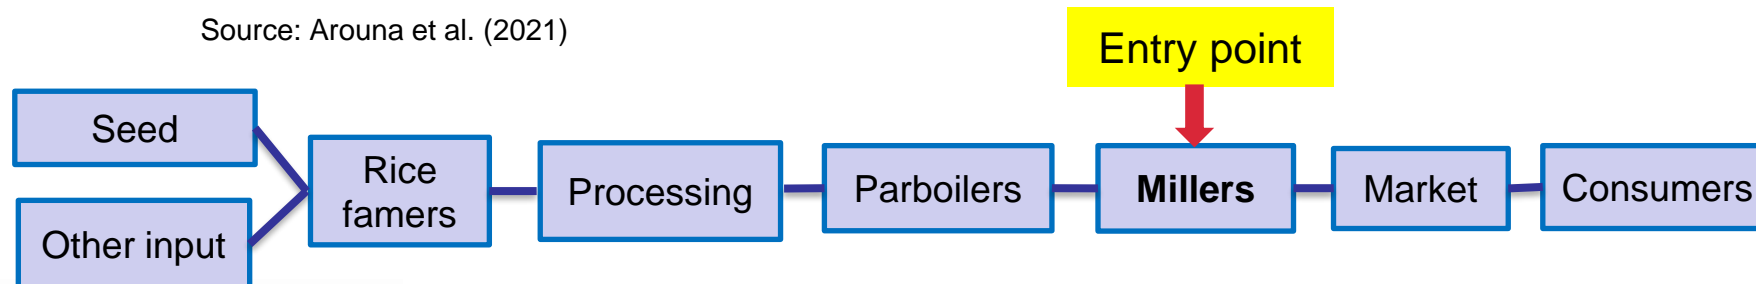 Source: Arouna et al. (2021)
Entry point
Seed
Other input
Rice
famers
Processing
Parboilers
Millers
Market
Consumers